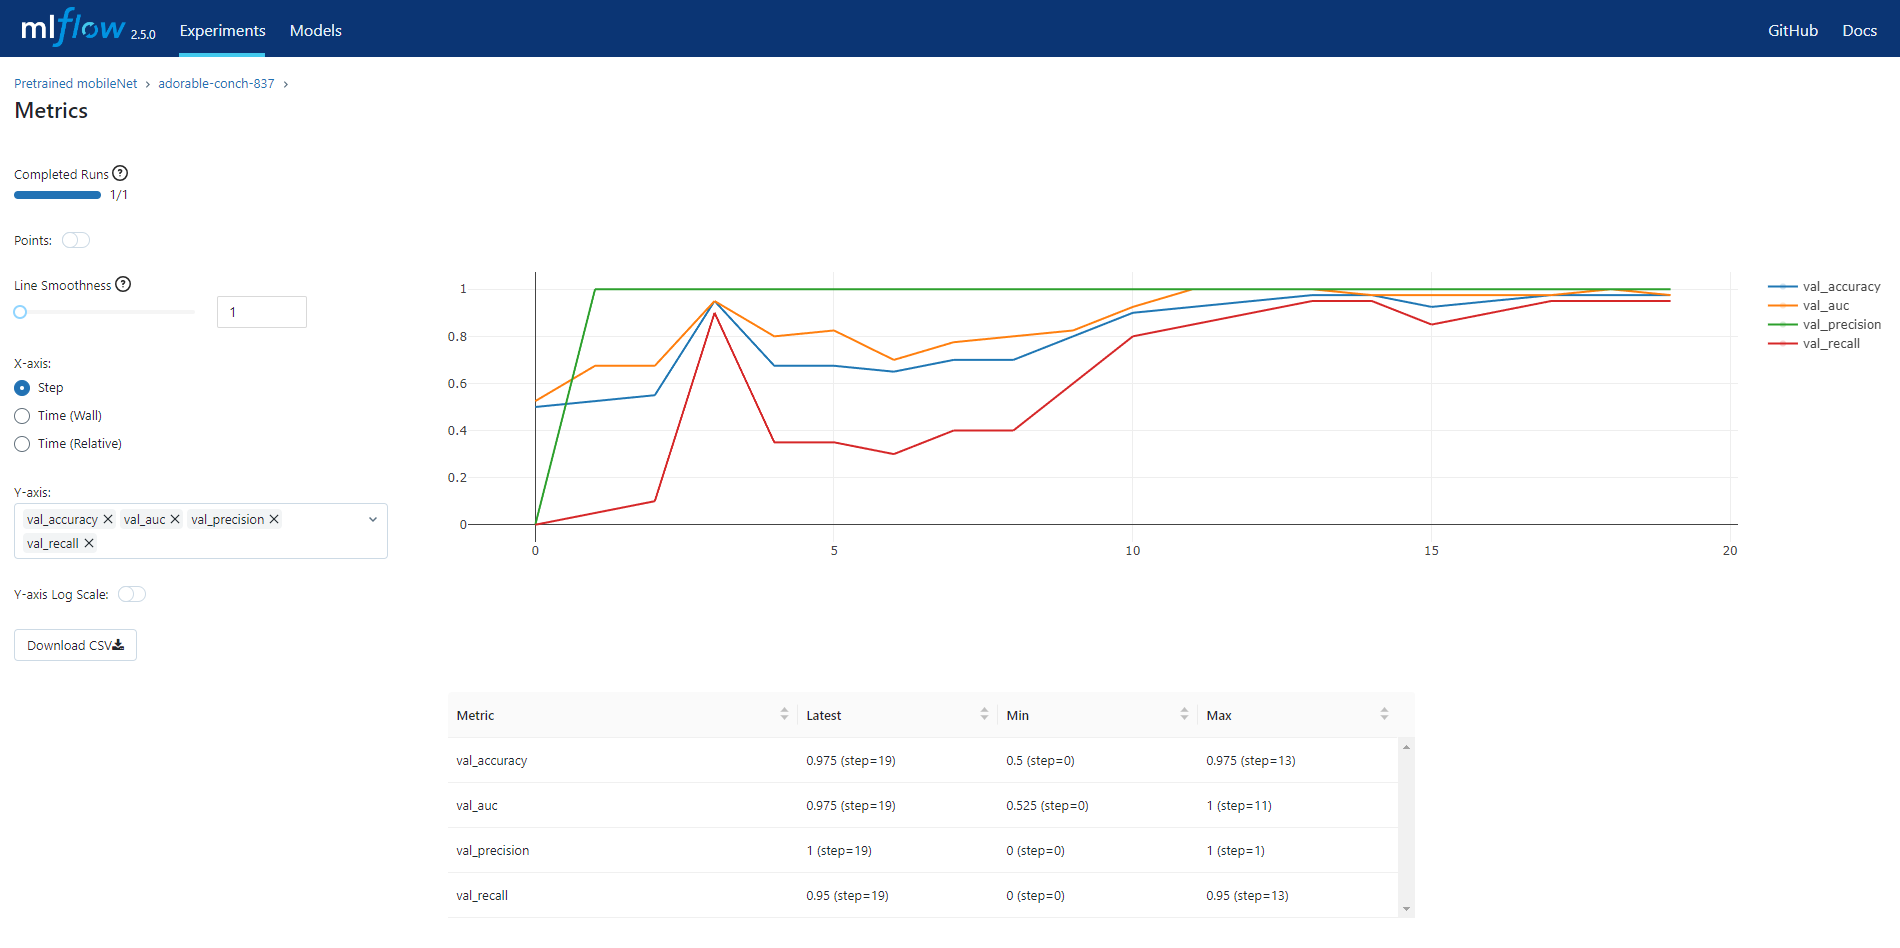 mlflow 2.5.0 Experiments Models GitHub Docs
Pretrained mobileNet › adorable-conch-837 ›
Metrics
Completed Runs ?
1/1
Points:
Line Smoothness ?
1
X-axis:
Step
Time (Wall)
Time (Relative)
Y-axis:
val_accuracy × val_auc × val_precision ×
val_recall ×
Y-axis Log Scale:
Download CSV
1
0.8
0.6
0.4
0.2
0
0 5 10 15 20
val_accuracy
val_auc
val_precision
val_recall
Metric Latest Min Max
val_accuracy 0.975 (step=19) 0.5 (step=0) 0.975 (step=13)
val_auc 0.975 (step=19) 0.525 (step=0) 1 (step=11)
val_precision 1 (step=19) 0 (step=0) 1 (step=1)
val_recall 0.95 (step=19) 0 (step=0) 0.95 (step=13)